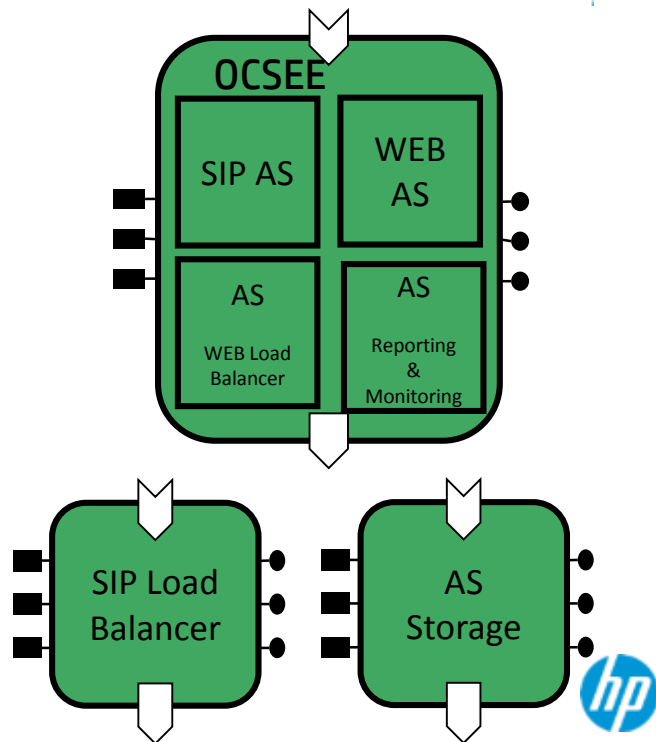 OCSEE
SIP AS
WEB
AS
AS
WEB Load
Balancer
AS
Reporting
&
Monitoring
SIP Load
Balancer
AS
Storage
hp